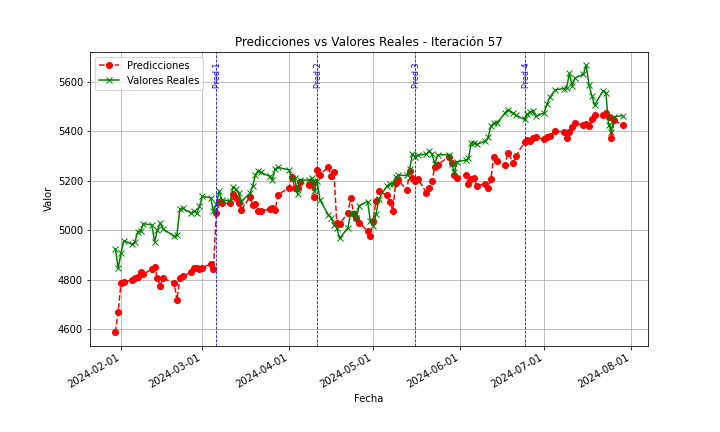 Predicciones vs Valores Reales - Iteración 57
Predicciones
Valores Reales
Pred 1
Pred 2
Pred 3
Pred 4
Valor
5600
5400
5200
5000
4800
4600
2024-02-01
2024-03-01
2024-04-01
2024-05-01
2024-06-01
2024-07-01
2024-08-01
Fecha